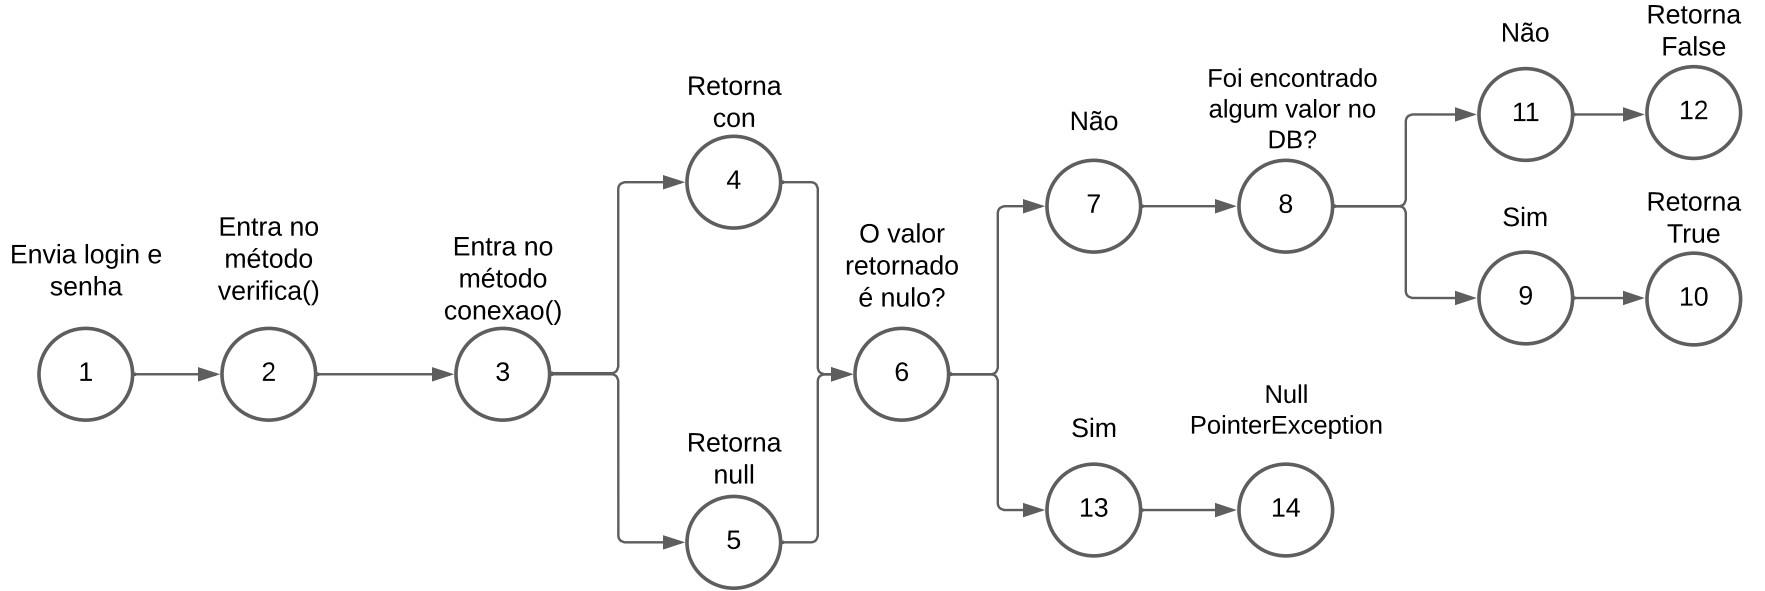 Envia login e
senha
1
Entra no
método
verifica()
2
Entra no
método
conexao()
3
Retorna
con
4
Retorna
null
5
O valor
retornado
é nulo?
6
Não
7
Foi encontrado
algum valor no
DB?
8
Não
11
Retorna
False
12
Sim
9
Retorna
True
10
Sim
13
Null
PointerException
14